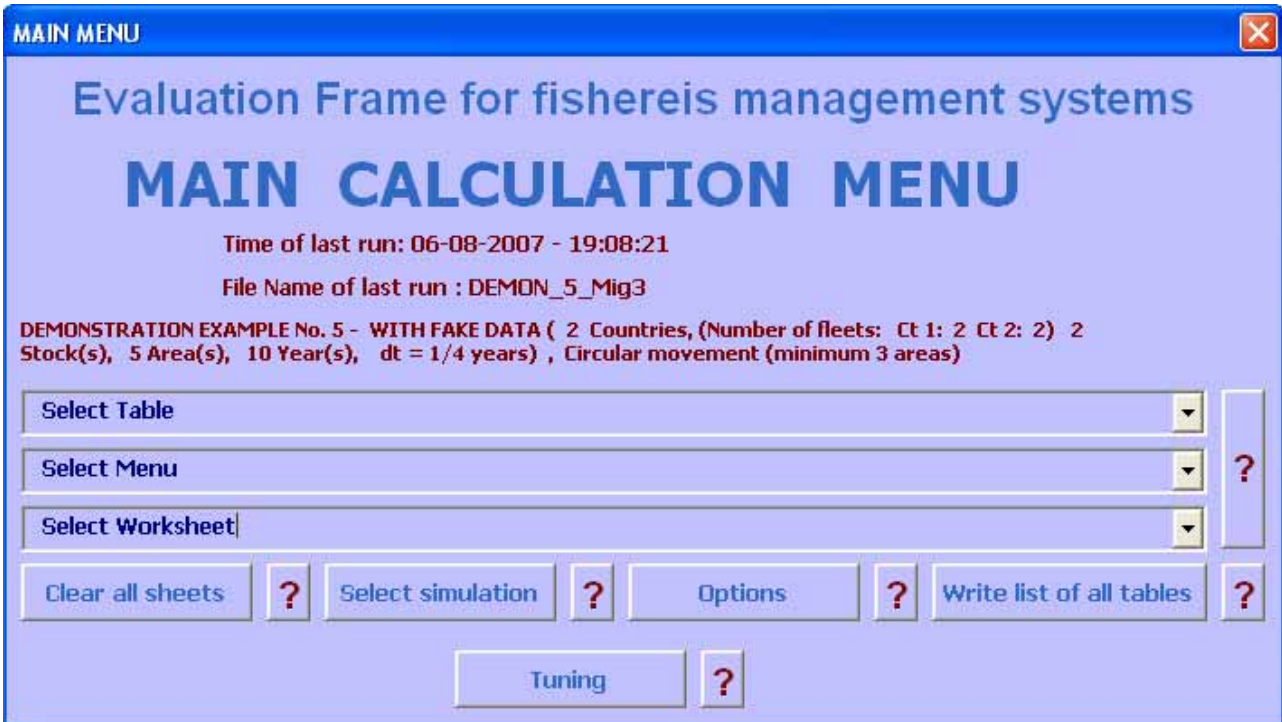 MAIN MENU
Evaluation Frame for fishereis management systems
MAIN CALCULATION MENU
Time of last run: 06-08-2007 - 19:08:21
File Name of last run : DEMON_5_Mig3
DEMONSTRATION EXAMPLE No. 5 - WITH FAKE DATA ( 2 Countries, (Number of fleets: Ct 1: 2 Ct 2: 2) 2
Stock(s), 5 Area(s), 10 Year(s), dt = 1/4 years) , Circular movement (minimum 3 areas)
Select Table
Select Menu
?
Select Worksheet
Clear all sheets ? Select simulation ? Options ? Write list of all tables ?
Tuning ?